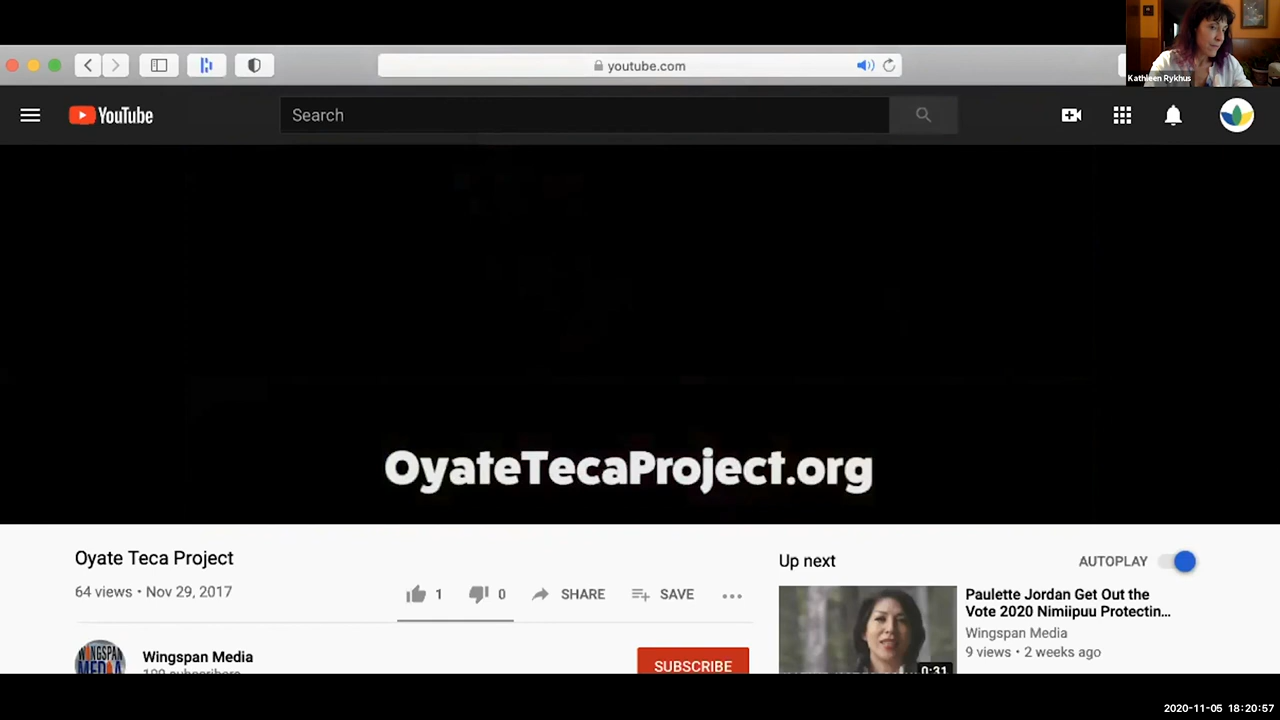 youtube.com
Kathleen Rykhus
YouTube
Search
OyateTecaProject.org
Oyate Teca Project
64 views • Nov 29, 2017
1
0
SHARE
SAVE
Wingspan Media
SUBSCRIBE
Up next
AUTOPLAY
Paulette Jordan Get Out the
Vote 2020 Nimiipuu Protectin...
Wingspan Media
9 views • 2 weeks ago
0:31
WINGSPAN
MEDIA
2020-11-05 18:20:57